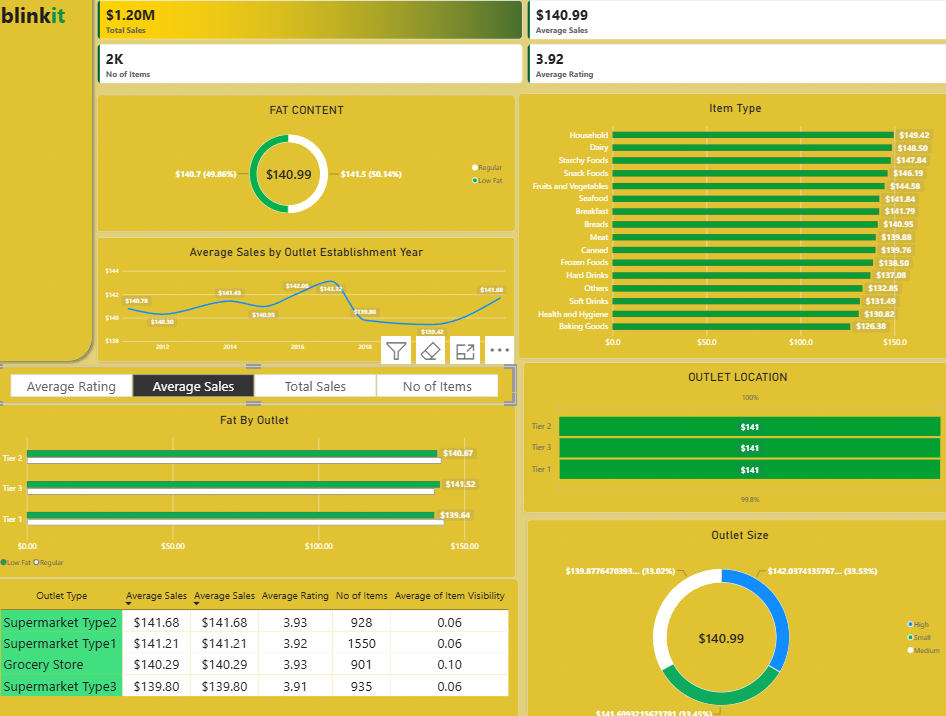 blinkit
$1.20M
Total Sales
$140.99
Average Sales
2K
No of Items
3.92
Average Rating
FAT CONTENT
$140.7 (49.86%)
$140.99
$141.5 (50.14%)
Regular
Low Fat
Item Type
Household $149.42
Dairy $148.50
Starchy Foods $147.84
Snack Foods $146.19
Fruits and Vegetables $144.58
Seafood $141.84
Breakfast $141.79
Breads $140.95
Meat $139.88
Canned $139.76
Frozen Foods $138.50
Hard Drinks $137.08
Others $132.85
Soft Drinks $131.49
Health and Hygiene $130.82
Baking Goods $126.38
$0.0 $50.0 $100.0 $150.0
Average Sales by Outlet Establishment Year
$144
$142
$140
$138
$140.78
$140.30
$141.43
$140.95
$142.06
$139.42
$141.68
2012 2014 2016 2018
Average Rating Average Sales Total Sales No of Items
Fat By Outlet
Tier 2 $140.67
Tier 3 $141.52
Tier 1 $139.64
$0.00 $50.00 $100.00 $150.00
Low Fat Regular
OUTLET LOCATION
100%
Tier 2 $141
Tier 3 $141
Tier 1 $141
99.8%
Outlet Type Average Sales Average Sales Average Rating No of Items Average of Item Visibility
Supermarket Type2 $141.68 $141.68 3.93 928 0.06
Supermarket Type1 $141.21 $141.21 3.92 1550 0.06
Grocery Store $140.29 $140.29 3.93 901 0.10
Supermarket Type3 $139.80 $139.80 3.91 935 0.06
Outlet Size
$139.8776470393... (33.02%)
$142.0374135767... (33.53%)
$140.99
High
Small
Medium
$141.6993215673781 (33.45%)